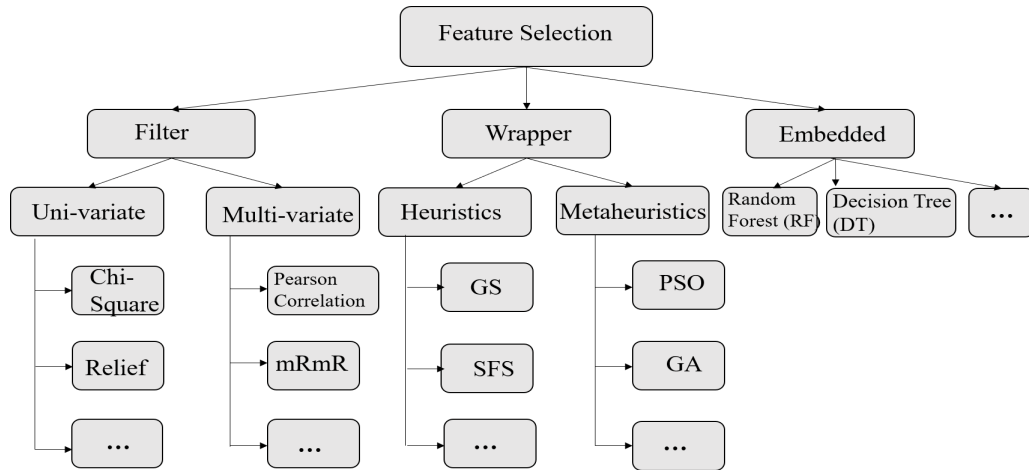 Feature Selection
Filter
Wrapper
Embedded
Uni-variate
Multi-variate
Heuristics
Metaheuristics
Random
Forest (RF)
Decision Tree
(DT)
...
Chi-
Square
Pearson
Correlation
GS
PSO
Relief
mRmR
SFS
GA
...
...
...
...